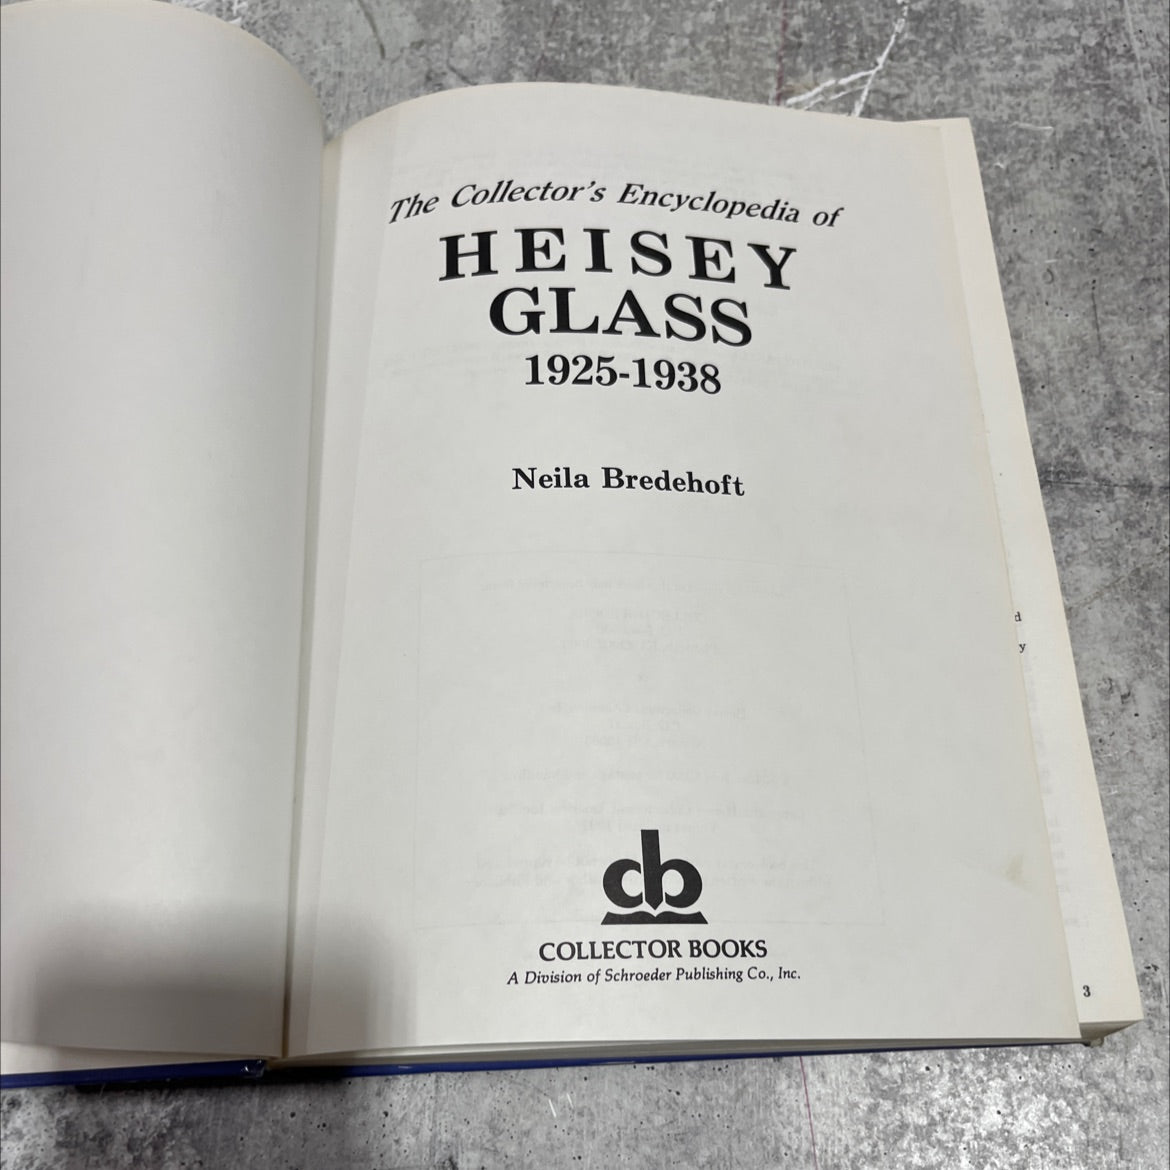 The Collector's Encyclopedia of
HEISEY
GLASS
1925-1938
Neila Bredehoft
d
y
cb
COLLECTOR BOOKS
A Division of Schroeder Publishing Co., Inc.
3